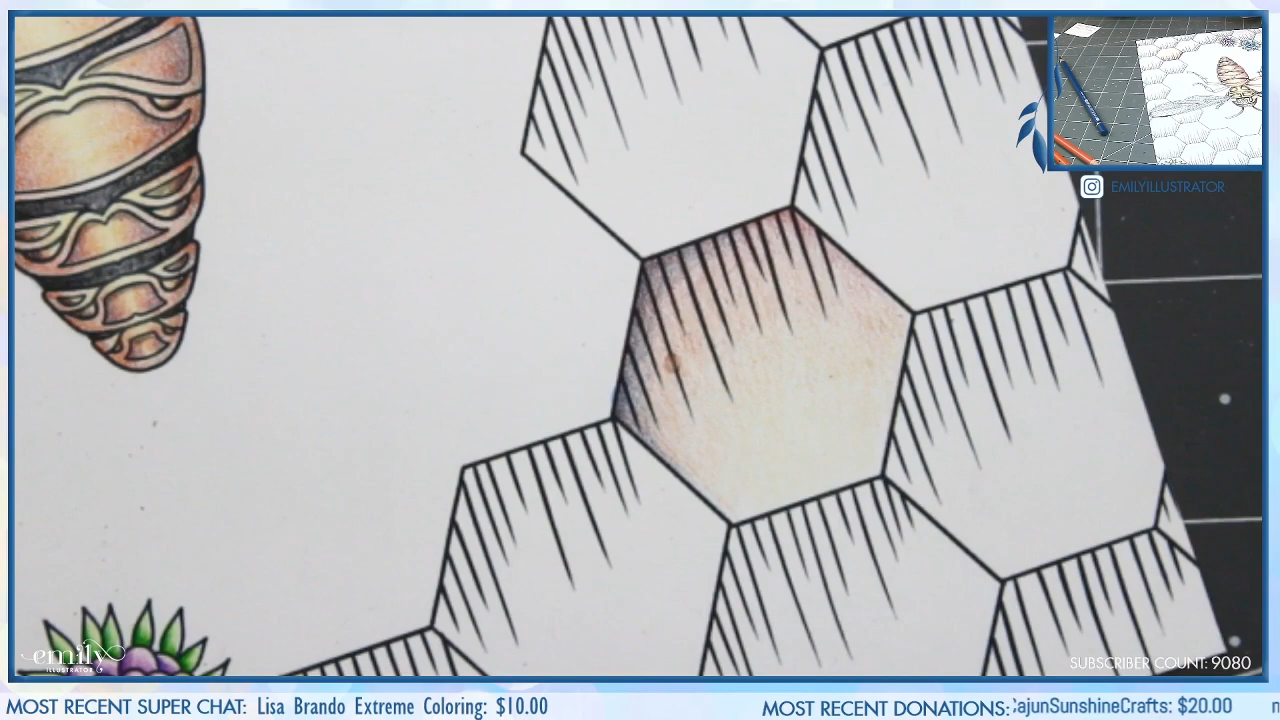 EMILYILLUSTRATOR
emily
ILLUSTRATOR
SUBSCRIBER COUNT: 9080
MOST RECENT SUPER CHAT: Lisa Brando Extreme Coloring: $10.00
MOST RECENT DONATIONS: ajunSunshineCrafts: $20.00